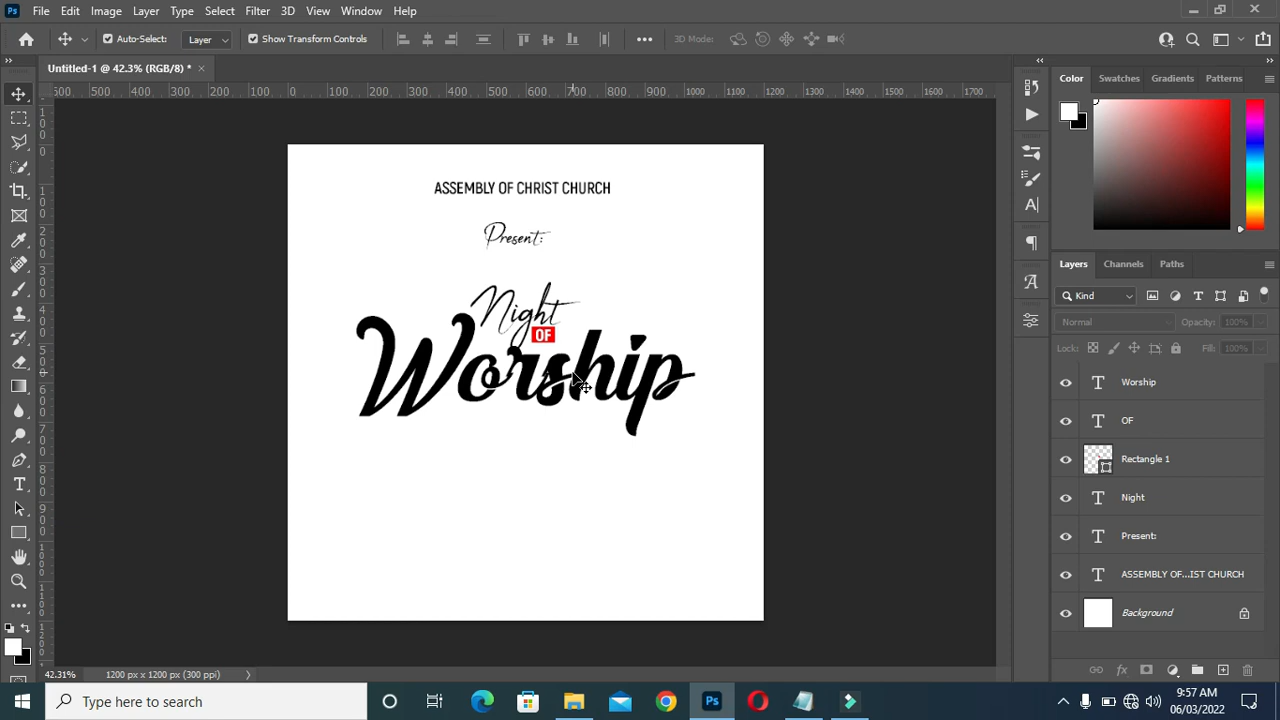 Ps File Edit Image Layer Type Select Filter 3D View Window Help
Auto-Select: Layer Show Transform Controls ••• 3D Mode:
Untitled-1 @ 42.3% (RGB/8) * ×
500 400 300 200 100 0 100 200 300 400 500 600 700 800 900 1000 1100 1200 1300 1400 1500 1600 1700
Color Swatches Gradients Patterns
ASSEMBLY OF CHRIST CHURCH
Present:
Night
OF
Worship
Layers Channels Paths
Kind
Normal Opacity: 100%
Lock: Fill: 100%
Worship
OF
Rectangle 1
Night
Present:
ASSEMBLY OF...IST CHURCH
Background
42.31% 1200 px x 1200 px (300 ppi)
Type here to search
Ps
9:57 AM
06/03/2022